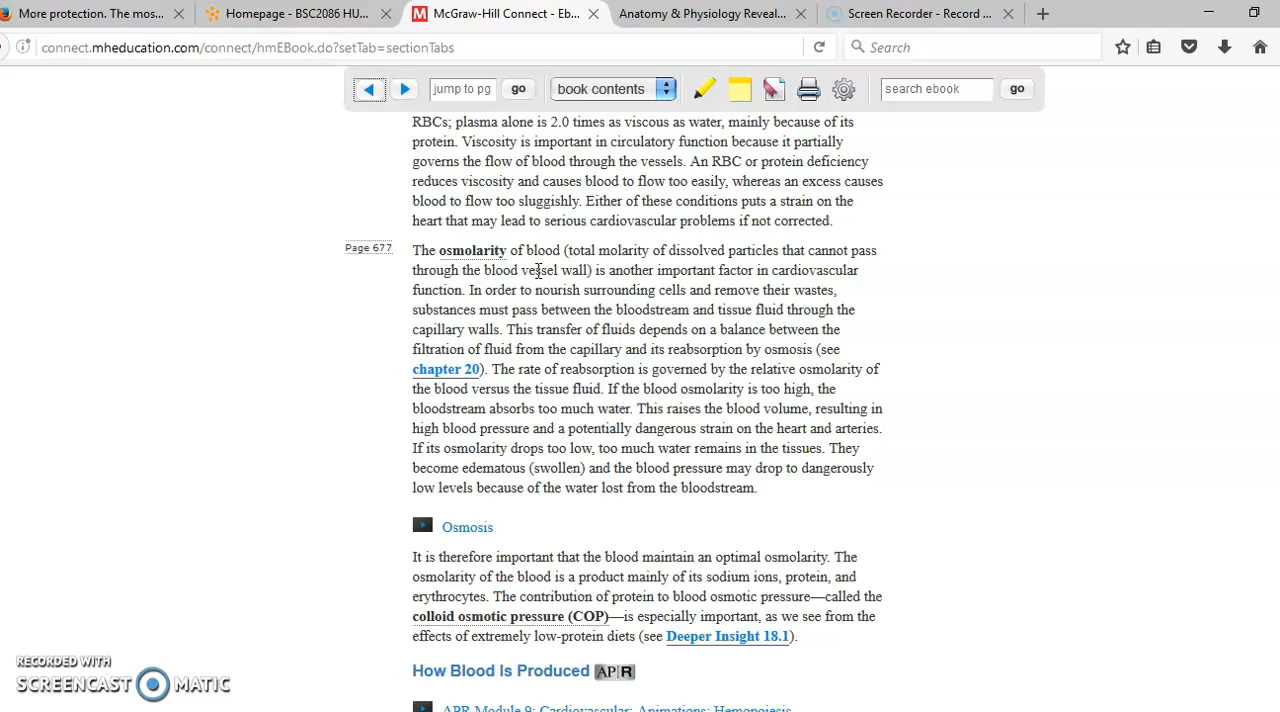 More protection. The mos...
Homepage - BSC2086 HU...
McGraw-Hill Connect - Eb...
Anatomy & Physiology Reveal...
Screen Recorder - Record ...
connect.mheducation.com/connect/hmEBook.do?setTab=sectionTabs
Search
jump to pg
go
book contents
search ebook
go
RBCs; plasma alone is 2.0 times as viscous as water, mainly because of its
protein. Viscosity is important in circulatory function because it partially
governs the flow of blood through the vessels. An RBC or protein deficiency
reduces viscosity and causes blood to flow too easily, whereas an excess causes
blood to flow too sluggishly. Either of these conditions puts a strain on the
heart that may lead to serious cardiovascular problems if not corrected.
Page 677
The osmolarity of blood (total molarity of dissolved particles that cannot pass
through the blood vessel wall) is another important factor in cardiovascular
function. In order to nourish surrounding cells and remove their wastes,
substances must pass between the bloodstream and tissue fluid through the
capillary walls. This transfer of fluids depends on a balance between the
filtration of fluid from the capillary and its reabsorption by osmosis (see
chapter 20). The rate of reabsorption is governed by the relative osmolarity of
the blood versus the tissue fluid. If the blood osmolarity is too high, the
bloodstream absorbs too much water. This raises the blood volume, resulting in
high blood pressure and a potentially dangerous strain on the heart and arteries.
If its osmolarity drops too low, too much water remains in the tissues. They
become edematous (swollen) and the blood pressure may drop to dangerously
low levels because of the water lost from the bloodstream.
Osmosis
It is therefore important that the blood maintain an optimal osmolarity. The
osmolarity of the blood is a product mainly of its sodium ions, protein, and
erythrocytes. The contribution of protein to blood osmotic pressure—called the
colloid osmotic pressure (COP)—is especially important, as we see from the
effects of extremely low-protein diets (see Deeper Insight 18.1).
How Blood Is Produced AP|R
APR Module 9: Cardiovascular: Animations: Hemopoiesis
RECORDED WITH
SCREENCAST MATIC